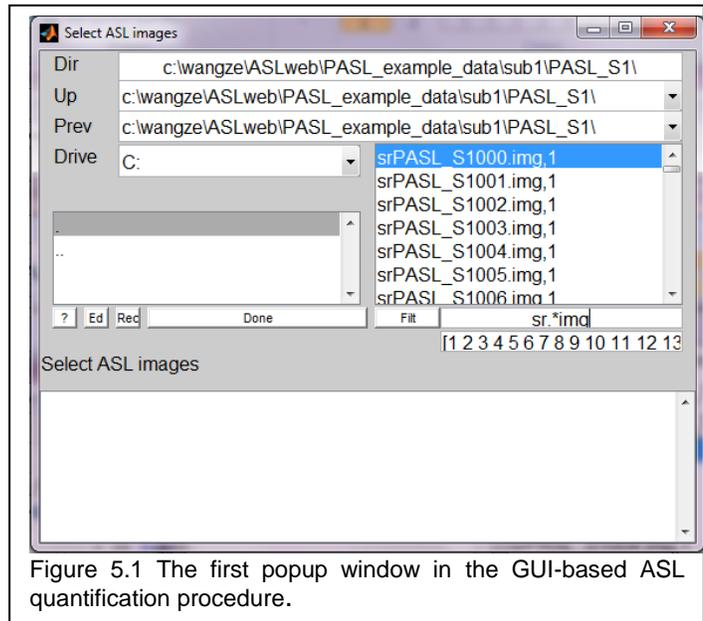 Select ASL images
Dir c:\wangze\ASLweb\PASL_example_data\sub1\PASL_S1\
Up c:\wangze\ASLweb\PASL_example_data\sub1\PASL_S1\
Prev c:\wangze\ASLweb\PASL_example_data\sub1\PASL_S1\
Drive C:
srPASL_S1000.img,1
srPASL_S1001.img,1
srPASL_S1002.img,1
srPASL_S1003.img,1
srPASL_S1004.img,1
srPASL_S1005.img,1
srPASL_S1006.img,1
.
..
? Ed Rec Done Filt sr.*img
[1 2 3 4 5 6 7 8 9 10 11 12 13
Select ASL images
Figure 5.1 The first popup window in the GUI-based ASL
quantification procedure.